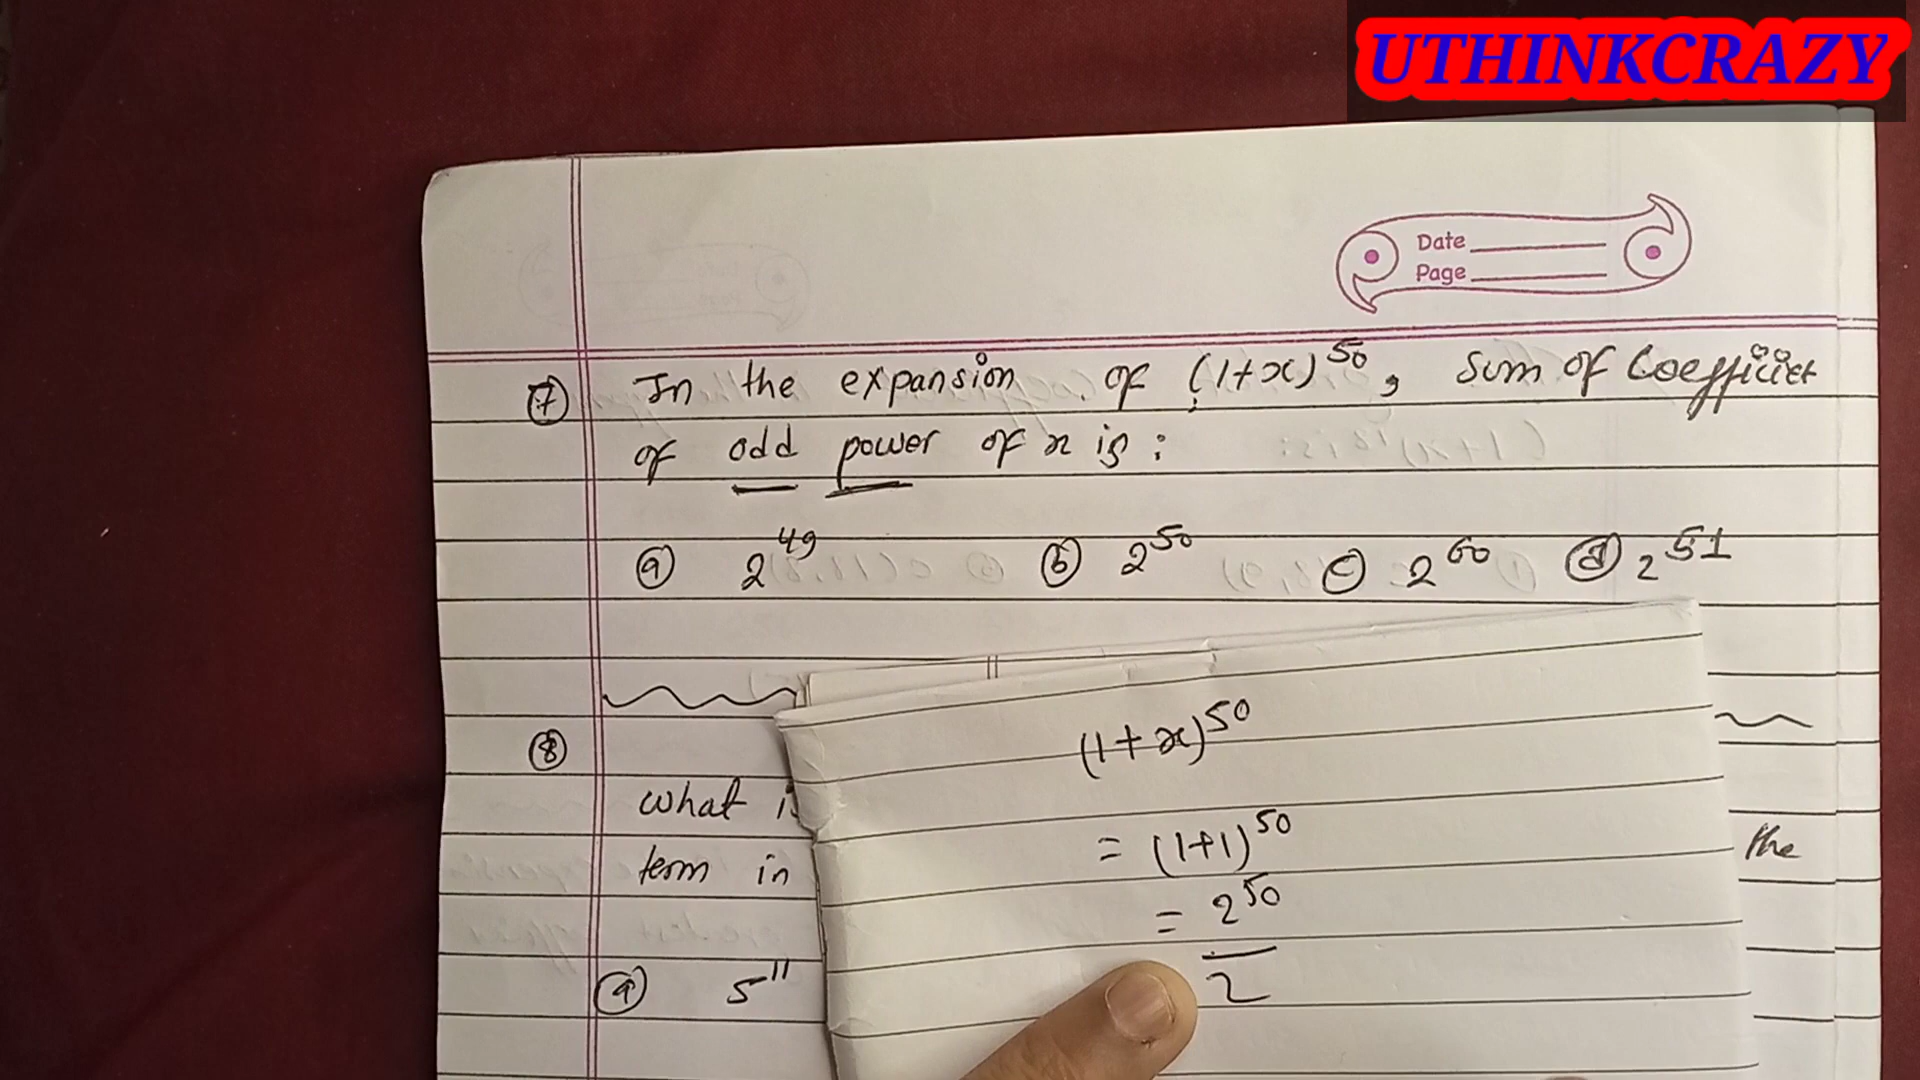 UTHINKCRAZY
Date
Page
7 In the expansion of (1+x)^50, Sum of Coefficiet
of odd power of x is:
a 2^49 b 2^50 c 2^60 d 2^51
8
what
term in
the
a 5^11
(1+x)^50
= (1+1)^50
= 2^50
2